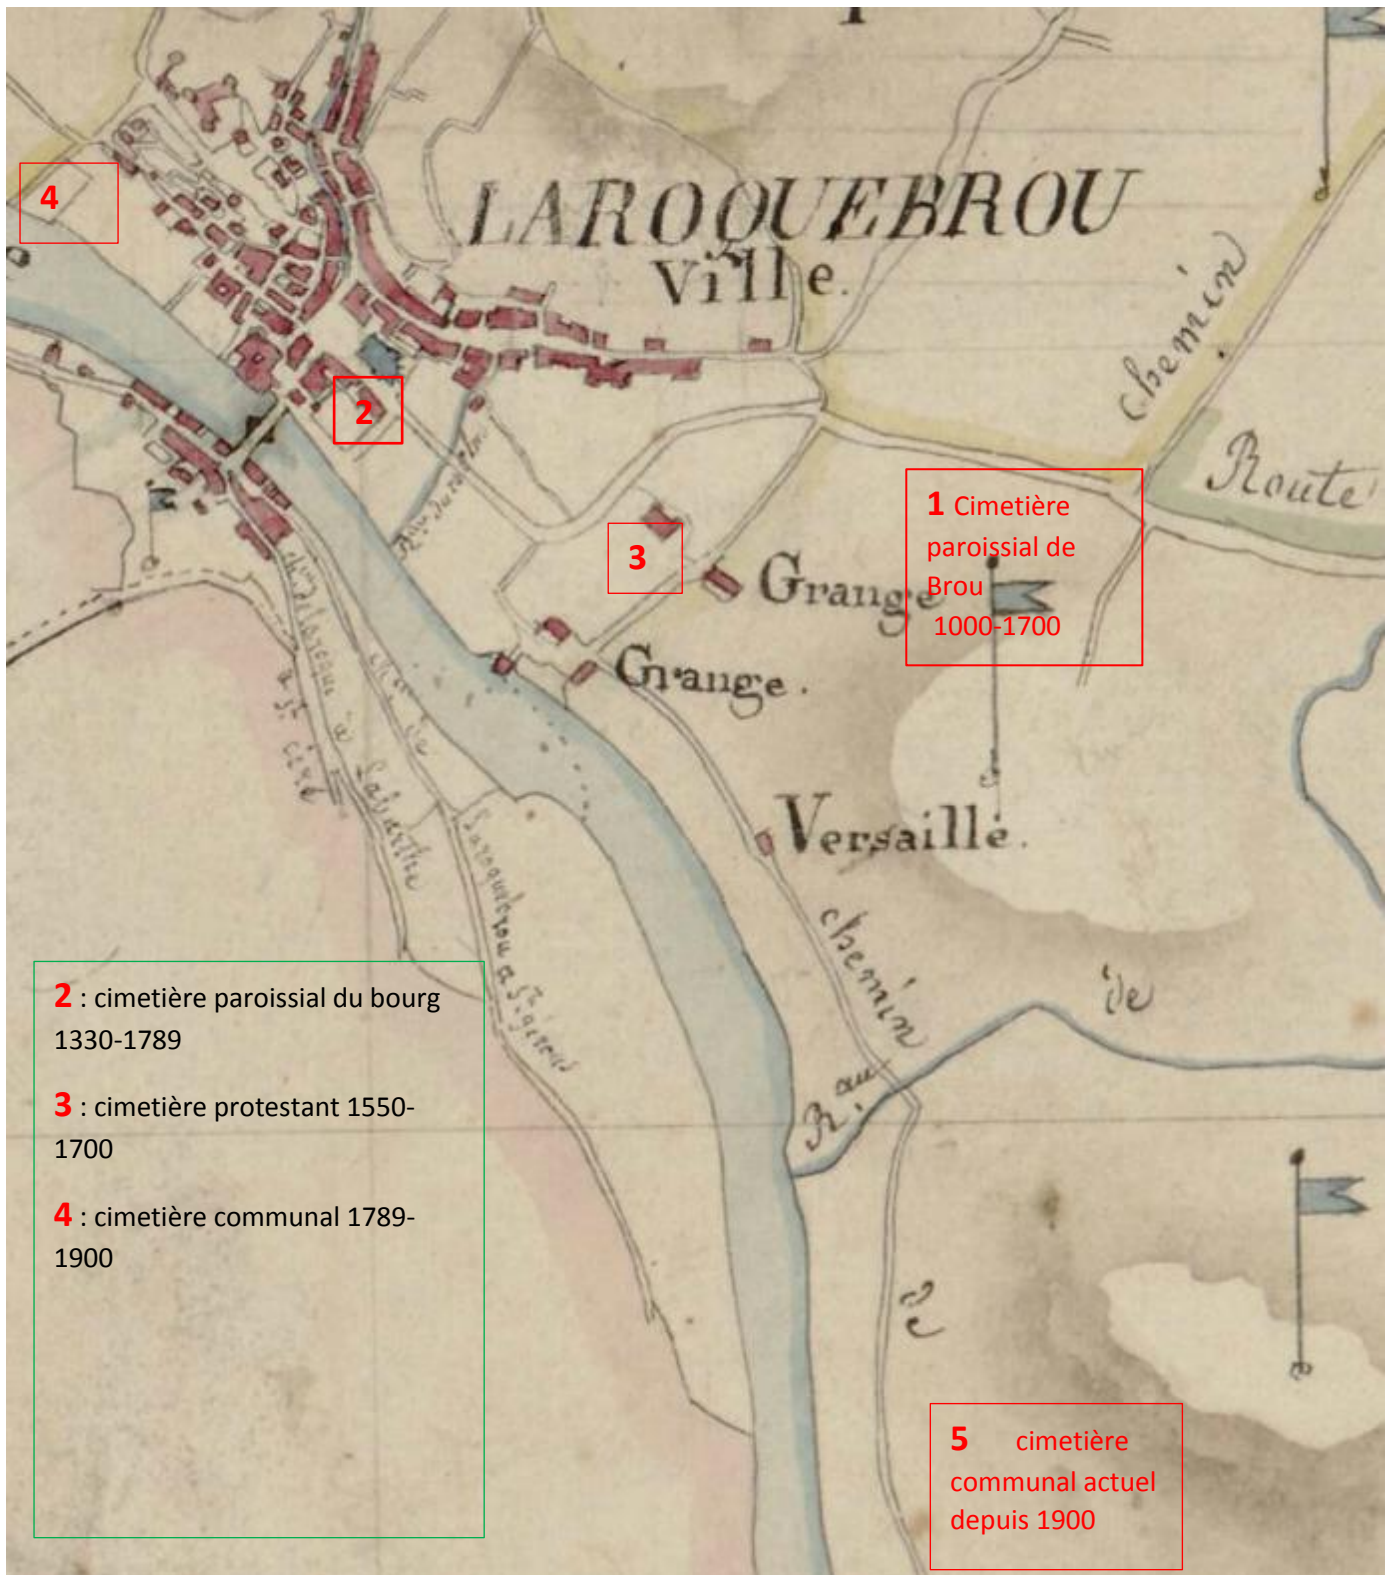 4
LAROQUEBROU
Ville.
chemin
Route
2
3
1 Cimetière
paroissial de
Brou
1000-1700
Grange
Grange.
Versaille.
chemin
de
R.au
de
2 : cimetière paroissial du bourg
1330-1789
3 : cimetière protestant 1550-
1700
4 : cimetière communal 1789-
1900
5 cimetière
communal actuel
depuis 1900